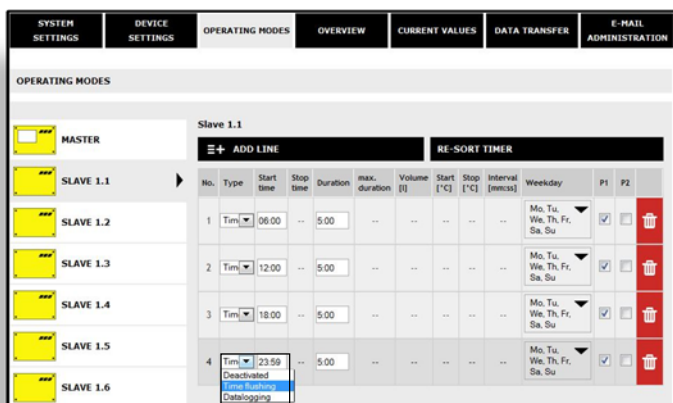 SYSTEM SETTINGS
DEVICE SETTINGS
OPERATING MODES
OVERVIEW
CURRENT VALUES
DATA TRANSFER
E-MAIL ADMINISTRATION
OPERATING MODES
MASTER
SLAVE 1.1
SLAVE 1.2
SLAVE 1.3
SLAVE 1.4
SLAVE 1.5
SLAVE 1.6
Slave 1.1
ADD LINE
RE-SORT TIMER
No. Type Start time Stop time Duration max. duration Volume [l] Start [°C] Stop [°C] Interval [mm:ss] Weekday P1 P2
1 Tim 06:00 -- 5:00 -- -- -- -- -- Mo, Tu, We, Th, Fr, Sa, Su
2 Tim 12:00 -- 5:00 -- -- -- -- -- Mo, Tu, We, Th, Fr, Sa, Su
3 Tim 18:00 -- 5:00 -- -- -- -- -- Mo, Tu, We, Th, Fr, Sa, Su
4 Tim 23:59 -- 5:00 -- -- -- -- -- Mo, Tu, We, Th, Fr, Sa, Su
Deactivated
Time flushing
Datalogging